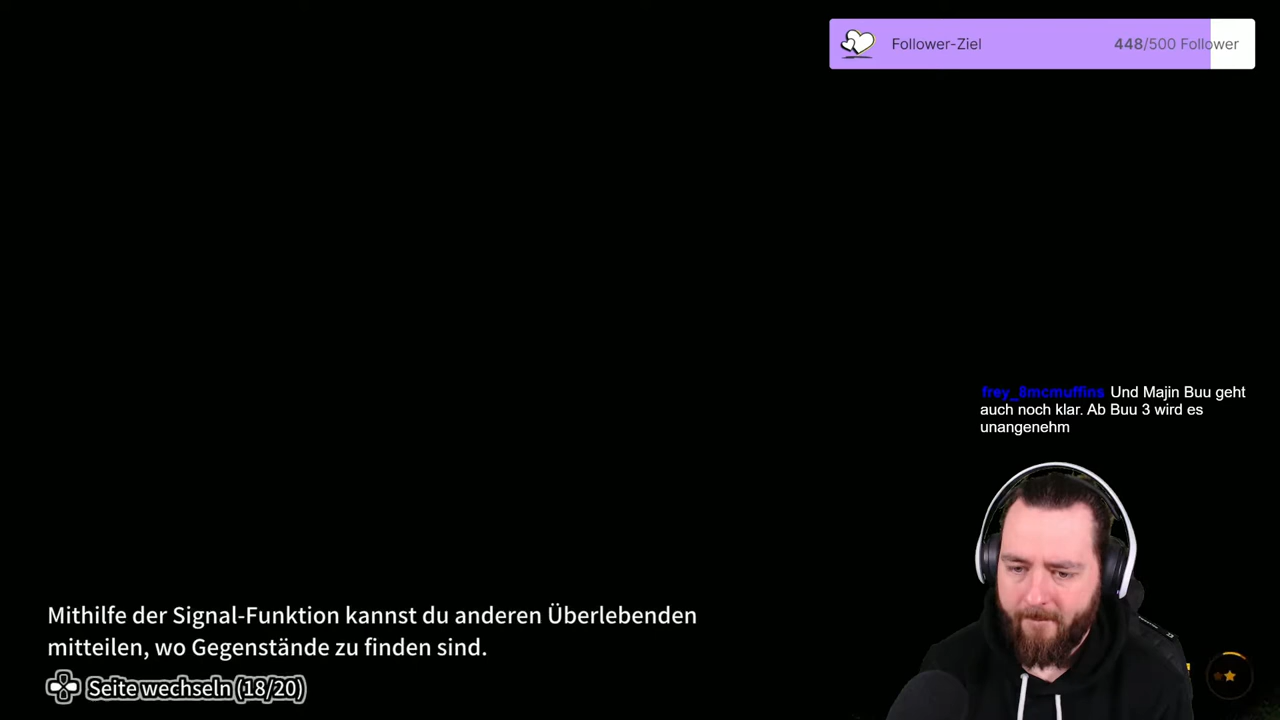 Follower-Ziel 448/500 Follower
frey_8mcmuffins Und Majin Buu geht
auch noch klar. Ab Buu 3 wird es
unangenehm
Mithilfe der Signal-Funktion kannst du anderen Überlebenden
mitteilen, wo Gegenstände zu finden sind.
Seite wechseln (18/20)